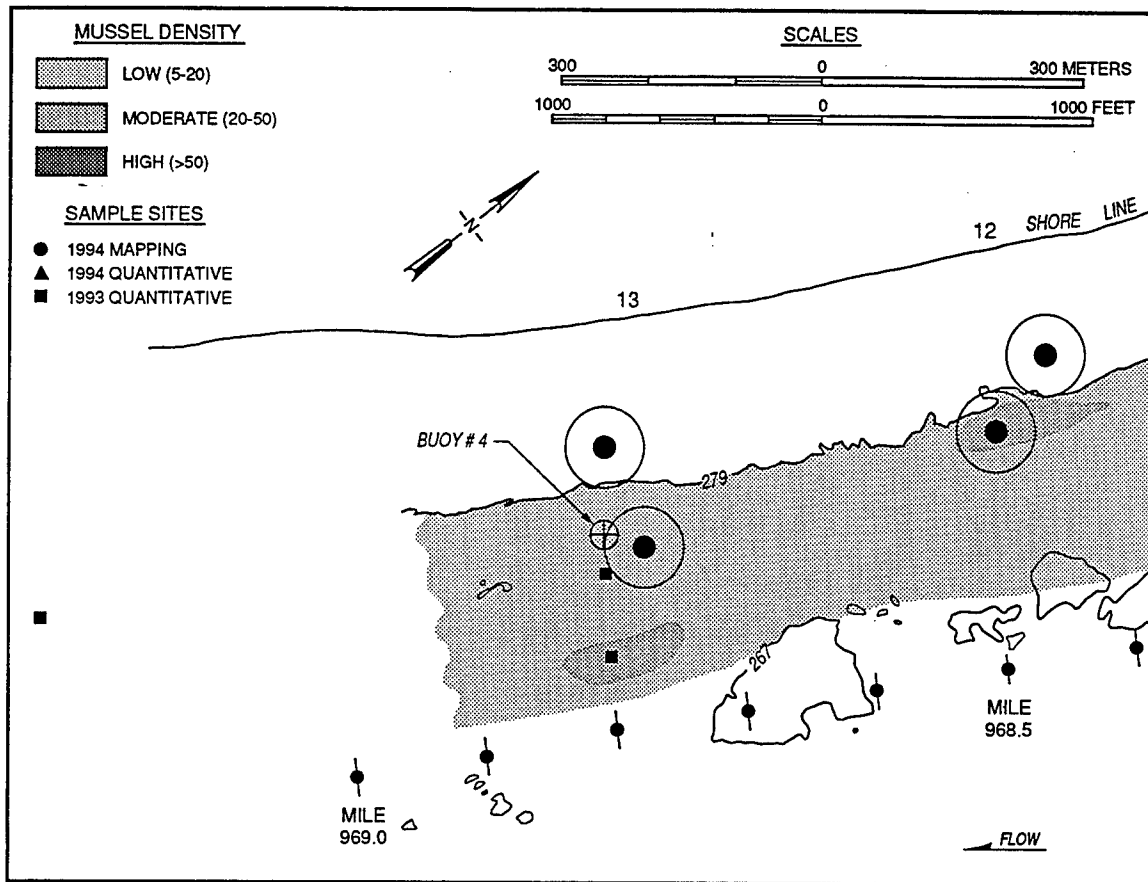 MUSSEL DENSITY
LOW (5-20)
MODERATE (20-50)
HIGH (>50)
SAMPLE SITES
1994 MAPPING
1994 QUANTITATIVE
1993 QUANTITATIVE
SCALES
300 0 300 METERS
1000 0 1000 FEET
N
12 SHORE LINE
13
BUOY # 4
279
267
MILE
968.5
MILE
969.0
FLOW